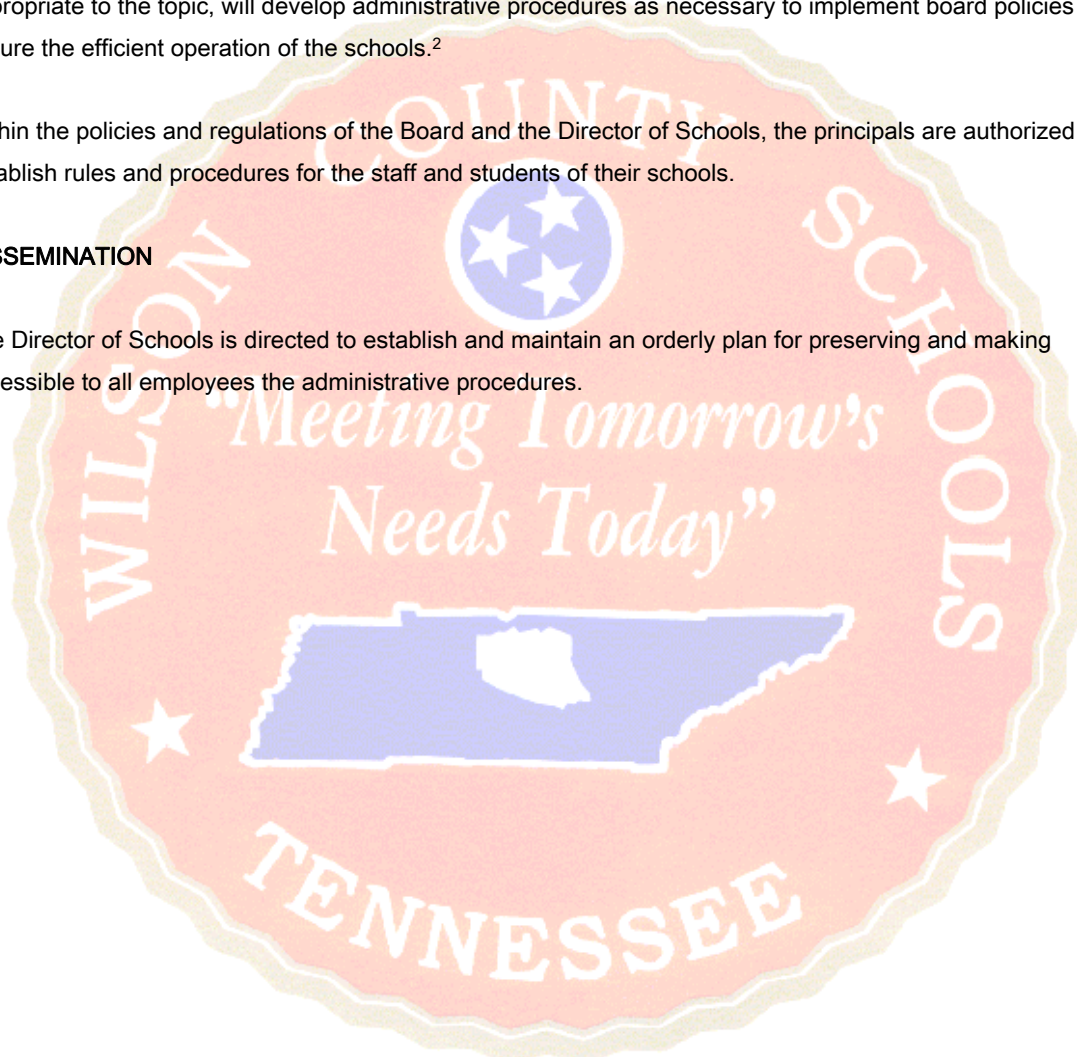 propriate to the topic, will develop administrative procedures as necessary to implement board policies
ure the efficient operation of the schools.²
hin the policies and regulations of the Board and the Director of Schools, the principals are authorized
ablish rules and procedures for the staff and students of their schools.
SSEMINATION
e Director of Schools is directed to establish and maintain an orderly plan for preserving and making
essible to all employees the administrative procedures.
WILSON COUNTY SCHOOLS
“Meeting Tomorrow's
Needs Today”
TENNESSEE